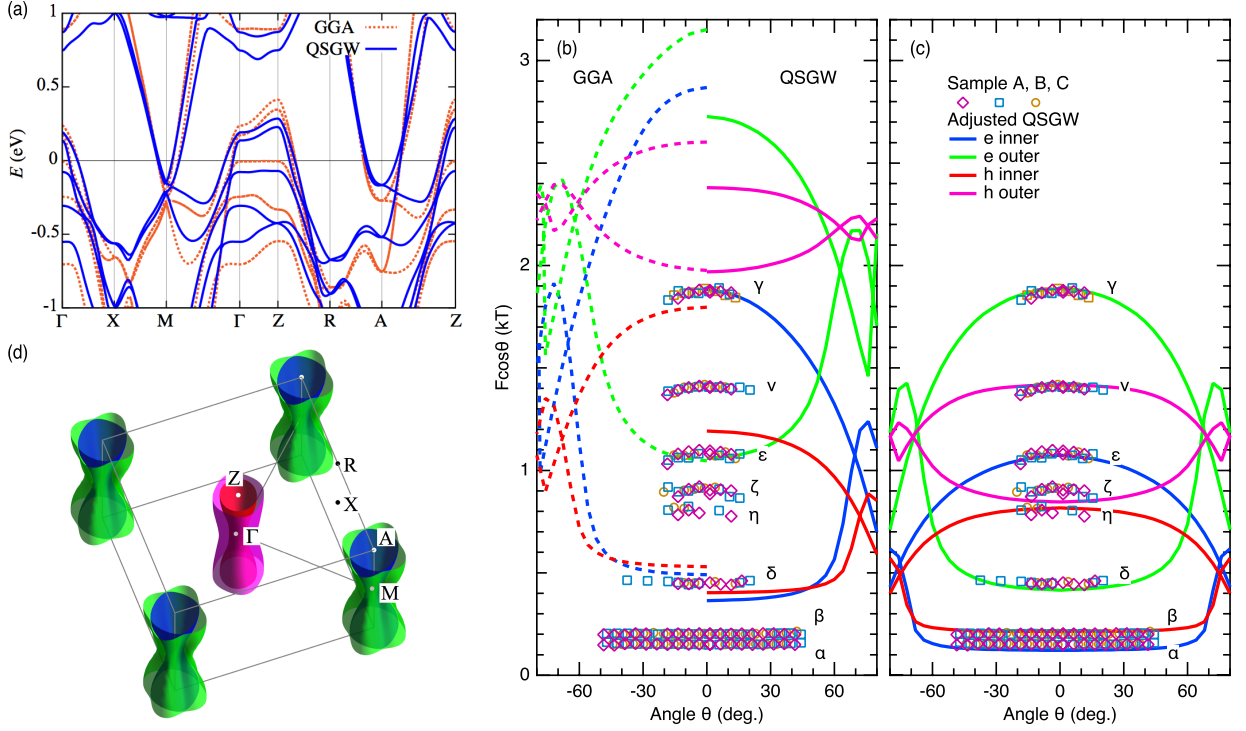 (a)
GGA
QSGW
1
0.5
0
-0.5
-1
E (eV)
Γ X M Γ Z R A Z
(b)
GGA
QSGW
3
2
1
0
Fcosθ (kT)
γ
ν
ε
ζ
η
δ
β
α
-60 -30 0 30 60
Angle θ (deg.)
(c)
Sample A, B, C
Adjusted QSGW
e inner
e outer
h inner
h outer
γ
ν
ε
ζ
η
δ
β
α
-60 -30 0 30 60
Angle θ (deg.)
(d)
R
Z
X
Γ
A
M